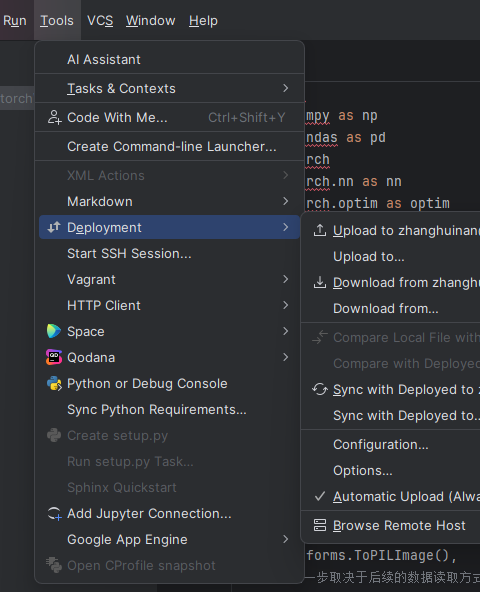 Run Tools VCS Window Help
AI Assistant
Tasks & Contexts
Code With Me... Ctrl+Shift+Y
Create Command-line Launcher...
XML Actions
Markdown
Deployment
Start SSH Session...
Vagrant
HTTP Client
Space
Qodana
Python or Debug Console
Sync Python Requirements...
Create setup.py
Run setup.py Task...
Sphinx Quickstart
Add Jupyter Connection...
Google App Engine
Open CProfile snapshot
torch
mpy as np
ndas as pd
rch
rch.nn as nn
rch.optim as optim
Upload to zhanghuinan
Upload to...
Download from zhangh
Download from...
Compare Local File with
Compare with Deployed
Sync with Deployed to
Sync with Deployed to...
Configuration...
Options...
Automatic Upload (Alwa
Browse Remote Host
forms.ToPILImage(),
一步取决于后续的数据读取方式